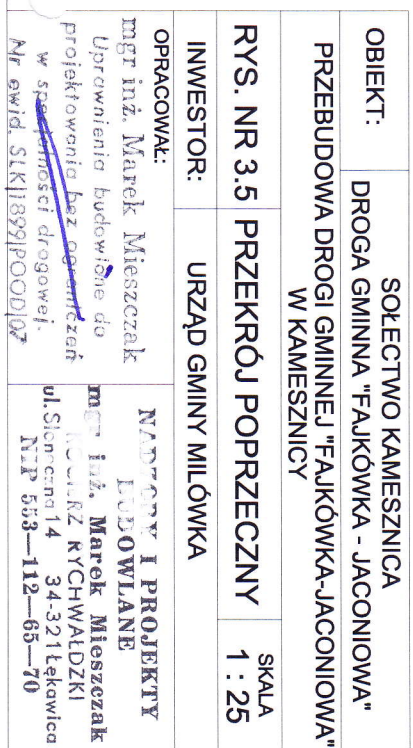 OBIEKT:
SOŁECTWO KAMESZNICA
DROGA GMINNA "FAJKÓWKA - JACONIOWA"
PRZEBUDOWA DROGI GMINNEJ "FAJKÓWKA-JACONIOWA"
W KAMESZNICY
RYS. NR 3.5 PRZEKRÓJ POPRZECZNY
SKALA
1 : 25
INWESTOR:
URZĄD GMINY MILÓWKA
OPRACOWAŁ:
mgr inż. Marek Mieszczak
Uprawnienia budowlane do
projektowania bez ograniczeń
w specjalności drogowej.
Nr ewid. SLK/1899/POOD/07
NADZORY I PROJEKTY
BUDOWLANE
mgr inż. Marek Mieszczak
RYCHWAŁDZKI
ul. Słoneczna 14 34-321 Łękawica
NIP 553—112—65—70